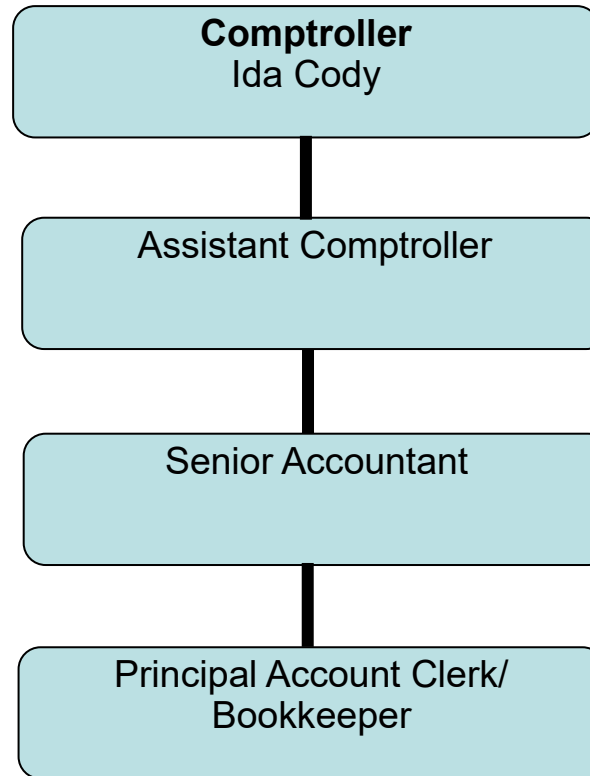 Comptroller
Ida Cody
Assistant Comptroller
Senior Accountant
Principal Account Clerk/
Bookkeeper